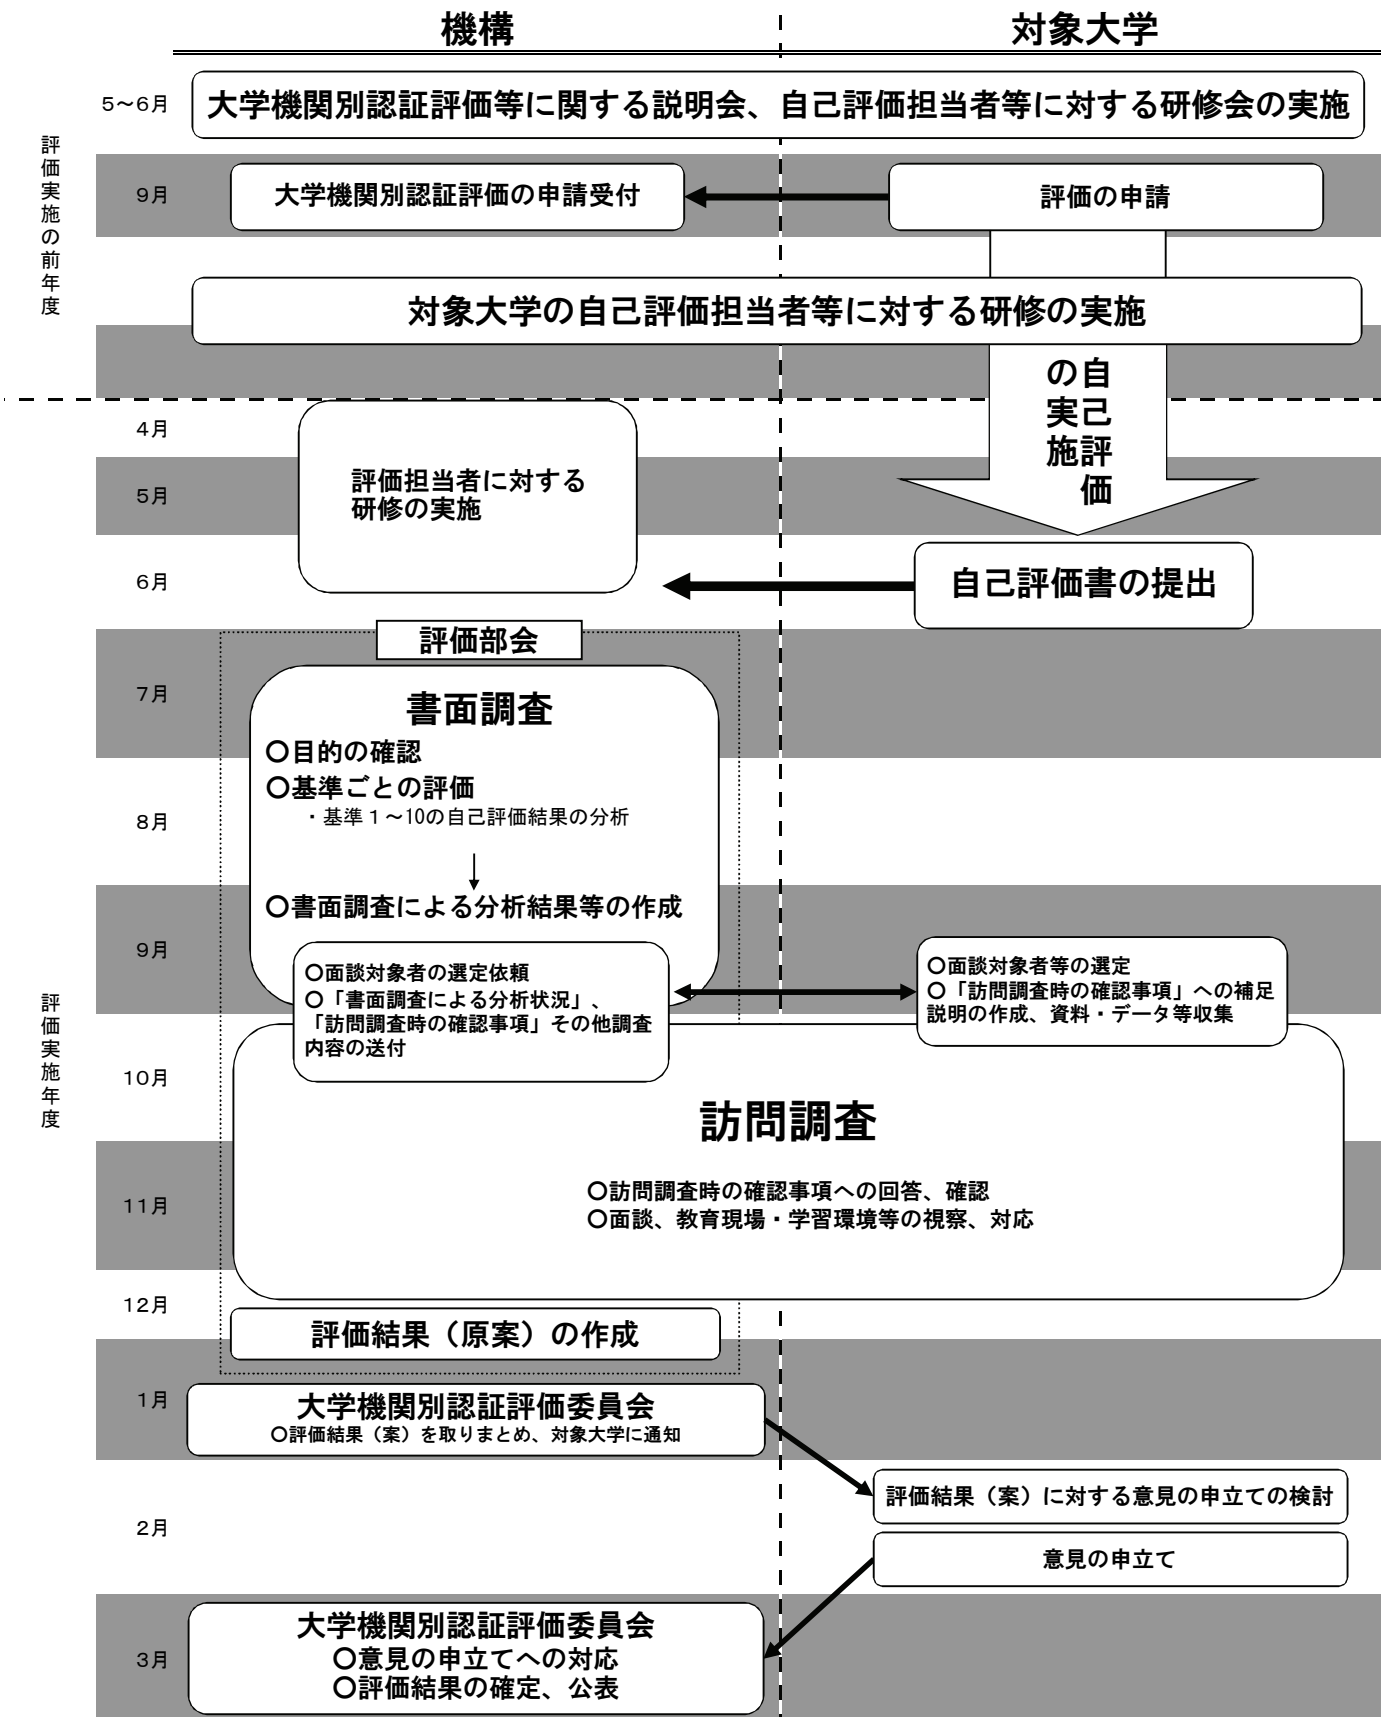 機構
対象大学
評価実施の前年度
5～6月
大学機関別認証評価等に関する説明会、自己評価担当者等に対する研修会の実施
9月
大学機関別認証評価の申請受付
評価の申請
対象大学の自己評価担当者等に対する研修の実施
自己評価
の実施
評価実施年度
4月
5月
評価担当者に対する
研修の実施
6月
自己評価書の提出
評価部会
7月
書面調査
○目的の確認
○基準ごとの評価
・基準１～10の自己評価結果の分析
8月
○書面調査による分析結果等の作成
9月
○面談対象者の選定依頼
○「書面調査による分析状況」、
「訪問調査時の確認事項」その他調査
内容の送付
○面談対象者等の選定
○「訪問調査時の確認事項」への補足
説明の作成、資料・データ等収集
10月
訪問調査
11月
○訪問調査時の確認事項への回答、確認
○面談、教育現場・学習環境等の視察、対応
12月
評価結果（原案）の作成
1月
大学機関別認証評価委員会
○評価結果（案）を取りまとめ、対象大学に通知
評価結果（案）に対する意見の申立ての検討
2月
意見の申立て
3月
大学機関別認証評価委員会
○意見の申立てへの対応
○評価結果の確定、公表